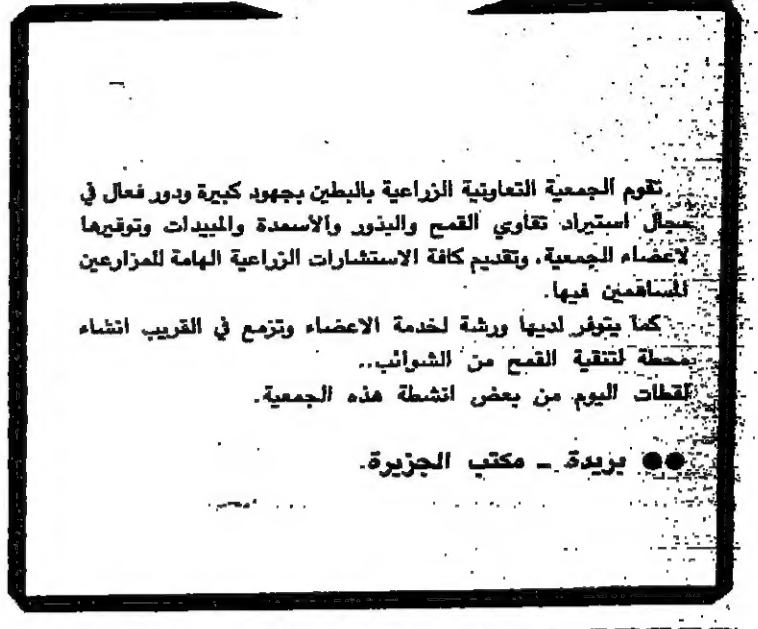 تقوم الجمعية التعاونية الزراعية بالبطين بجهود كبيرة ودور فعال في
مجال استيراد تقاوي القمح والبذور والأسمدة والمبيدات وتوفيرها
لاعضاء الجمعية، وتقديم كافة الاستشارات الزراعية الهامة للمزارعين
المساهمين فيها.
كما يتوفر لديها ورشة لخدمة الاعضاء وتزمع في القريب انشاء
محطة لتنقية القمح من الشوائب..
لقطات اليوم من بعض انشطة هذه الجمعية.
●● بريدة ـ مكتب الجزيرة.